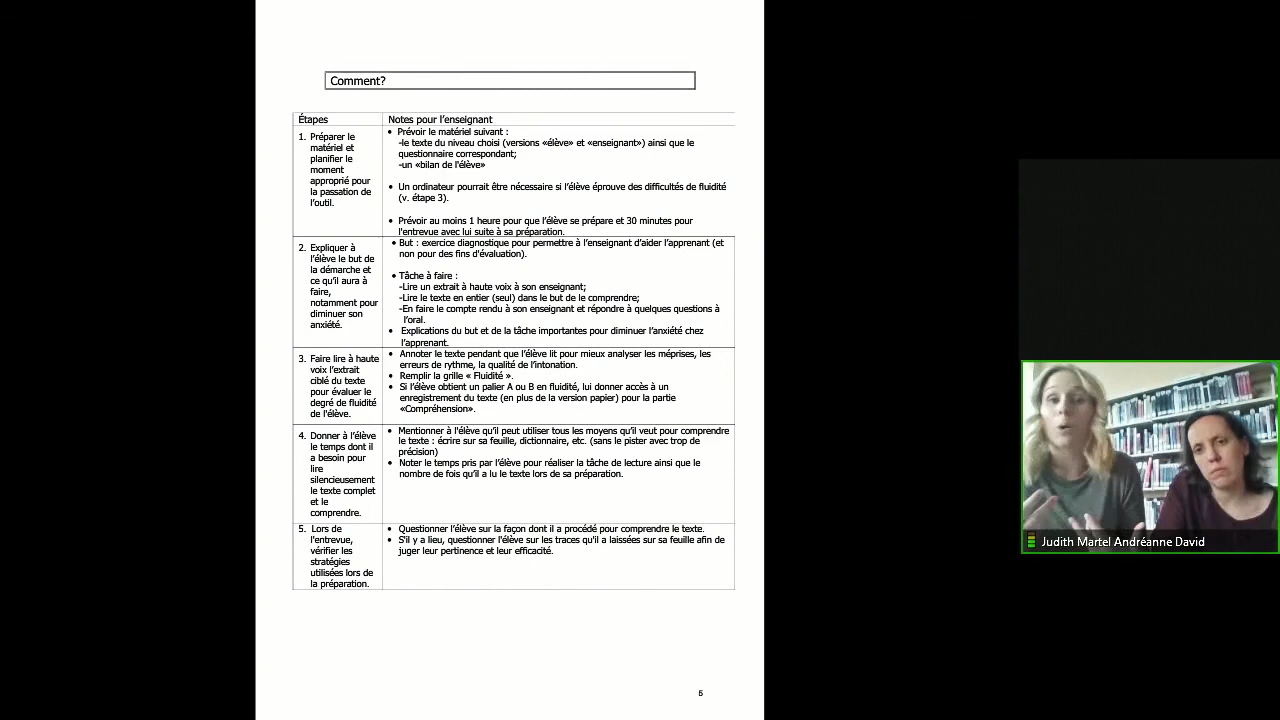 Comment?
Étapes
Notes pour l'enseignant
1. Préparer le
matériel et
planifier le
moment
approprié pour
la passation de
l'outil.
• Prévoir le matériel suivant :
-le texte du niveau choisi (versions «élève» et «enseignant») ainsi que le
questionnaire correspondant;
-un «bilan de l'élève»
• Un ordinateur pourrait être nécessaire si l'élève éprouve des difficultés de fluidité
(v. étape 3).
• Prévoir au moins 1 heure pour que l'élève se prépare et 30 minutes pour
l'entrevue avec lui suite à sa préparation.
2. Expliquer à
l'élève le but de
la démarche et
ce qu'il aura à
faire,
notamment pour
diminuer son
anxiété.
• But : exercice diagnostique pour permettre à l'enseignant d'aider l'apprenant (et
non pour des fins d'évaluation).
• Tâche à faire :
-Lire un extrait à haute voix à son enseignant;
-Lire le texte en entier (seul) dans le but de le comprendre;
-En faire le compte rendu à son enseignant et répondre à quelques questions à
l'oral.
• Explications du but et de la tâche importantes pour diminuer l'anxiété chez
l'apprenant.
3. Faire lire à haute
voix l'extrait
ciblé du texte
pour évaluer le
degré de fluidité
de l'élève.
• Annoter le texte pendant que l'élève lit pour mieux analyser les méprises, les
erreurs de rythme, la qualité de l'intonation.
• Remplir la grille « Fluidité ».
• Si l'élève obtient un palier A ou B en fluidité, lui donner accès à un
enregistrement du texte (en plus de la version papier) pour la partie
«Compréhension».
4. Donner à l'élève
le temps dont il
a besoin pour
lire
silencieusement
le texte complet
et le
comprendre.
• Mentionner à l'élève qu'il peut utiliser tous les moyens qu'il veut pour comprendre
le texte : écrire sur sa feuille, dictionnaire, etc. (sans le pister avec trop de
précision)
• Noter le temps pris par l'élève pour réaliser la tâche de lecture ainsi que le
nombre de fois qu'il a lu le texte lors de sa préparation.
5. Lors de
l'entrevue,
vérifier les
stratégies
utilisées lors de
la préparation.
• Questionner l'élève sur la façon dont il a procédé pour comprendre le texte.
• S'il y a lieu, questionner l'élève sur les traces qu'il a laissées sur sa feuille afin de
juger leur pertinence et leur efficacité.
5
Judith Martel Andréanne David